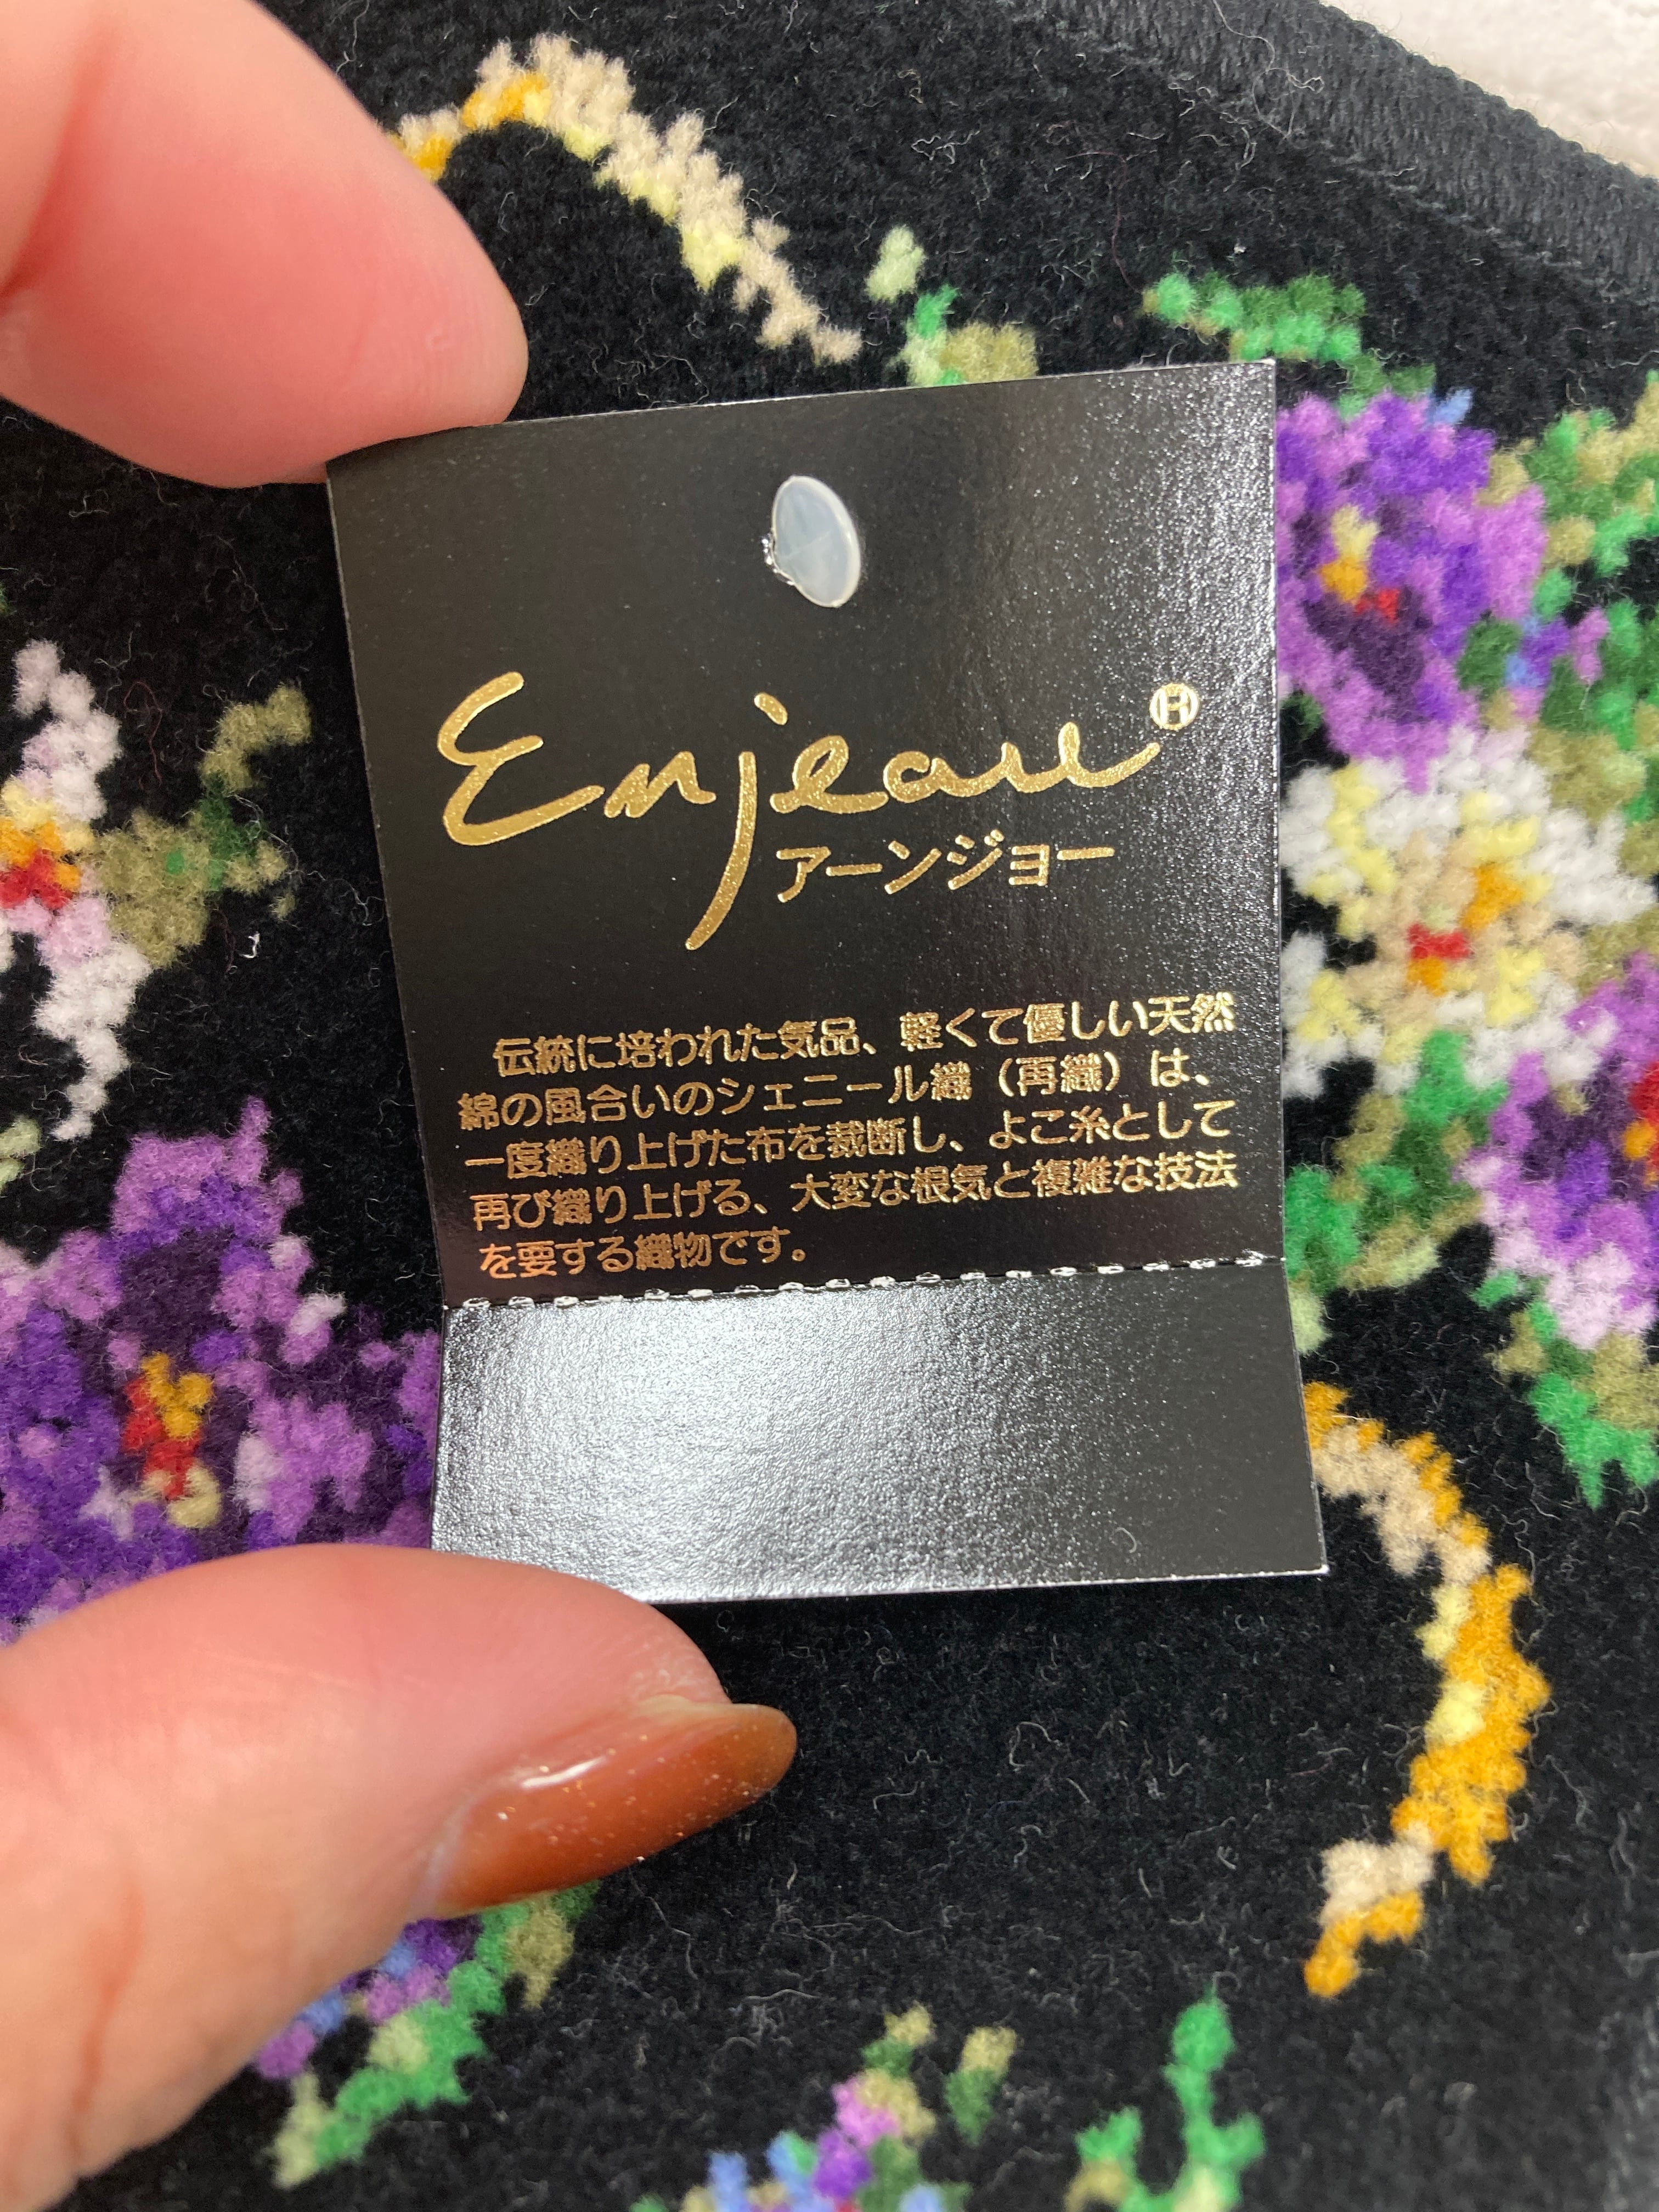 Enjeau®
アーンジョー
伝統に培われた気品、軽くて優しい天然
綿の風合いのシェニール織（再織）は、
一度織り上げた布を裁断し、よこ糸として
再び織り上げる、大変な根気と複雑な技法
を要する織物です。